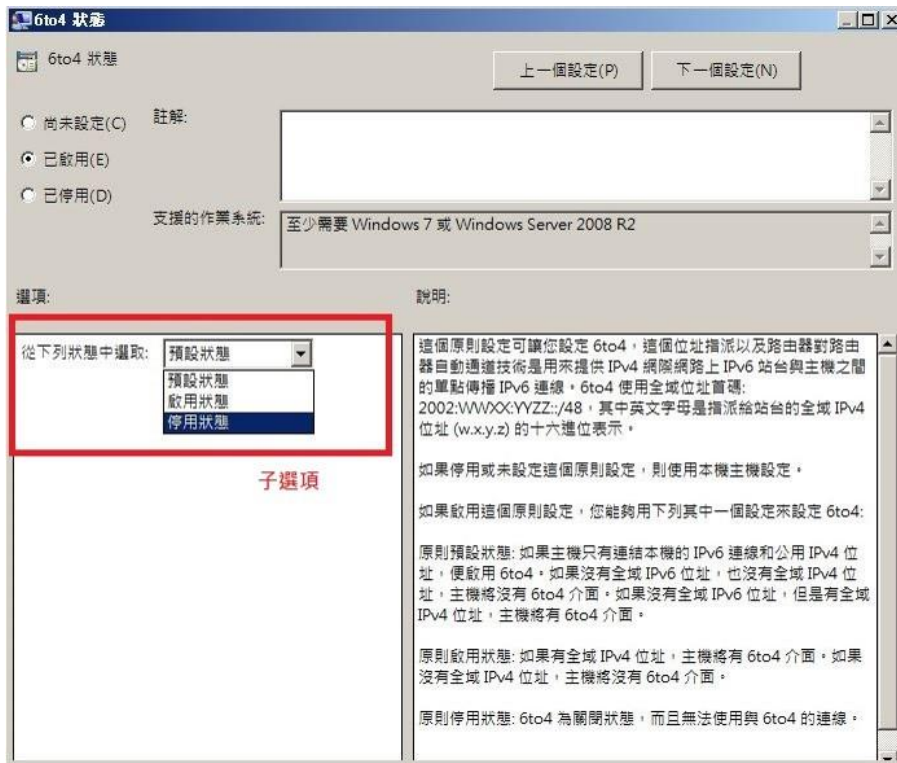 6to4 狀態
6to4 狀態
上一個設定(P)
下一個設定(N)
尚未設定(C)
註解:
已啟用(E)
已停用(D)
支援的作業系統:
至少需要 Windows 7 或 Windows Server 2008 R2
選項:
說明:
從下列狀態中選取:
預設狀態
預設狀態
啟用狀態
停用狀態
子選項
這個原則設定可讓您設定 6to4，這個位址指派以及路由器對路由
器自動通道技術是用來提供 IPv4 網際網路上 IPv6 站台與主機之間
的單點傳播 IPv6 連線。6to4 使用全域位址首碼:
2002:WWXX:YYZZ::/48，其中英文字母是指派給站台的全域 IPv4
位址 (w.x.y.z) 的十六進位表示。
如果停用或未設定這個原則設定，則使用本機主機設定。
如果啟用這個原則設定，您能夠用下列其中一個設定來設定 6to4:
原則預設狀態: 如果主機只有連結本機的 IPv6 連線和公用 IPv4 位
址，便啟用 6to4。如果沒有全域 IPv6 位址，也沒有全域 IPv4 位
址，主機將沒有 6to4 介面。如果沒有全域 IPv6 位址，但是有全域
IPv4 位址，主機將有 6to4 介面。
原則啟用狀態: 如果有全域 IPv4 位址，主機將有 6to4 介面。如果
沒有全域 IPv4 位址，主機將沒有 6to4 介面。
原則停用狀態: 6to4 為關閉狀態，而且無法使用與 6to4 的連線。